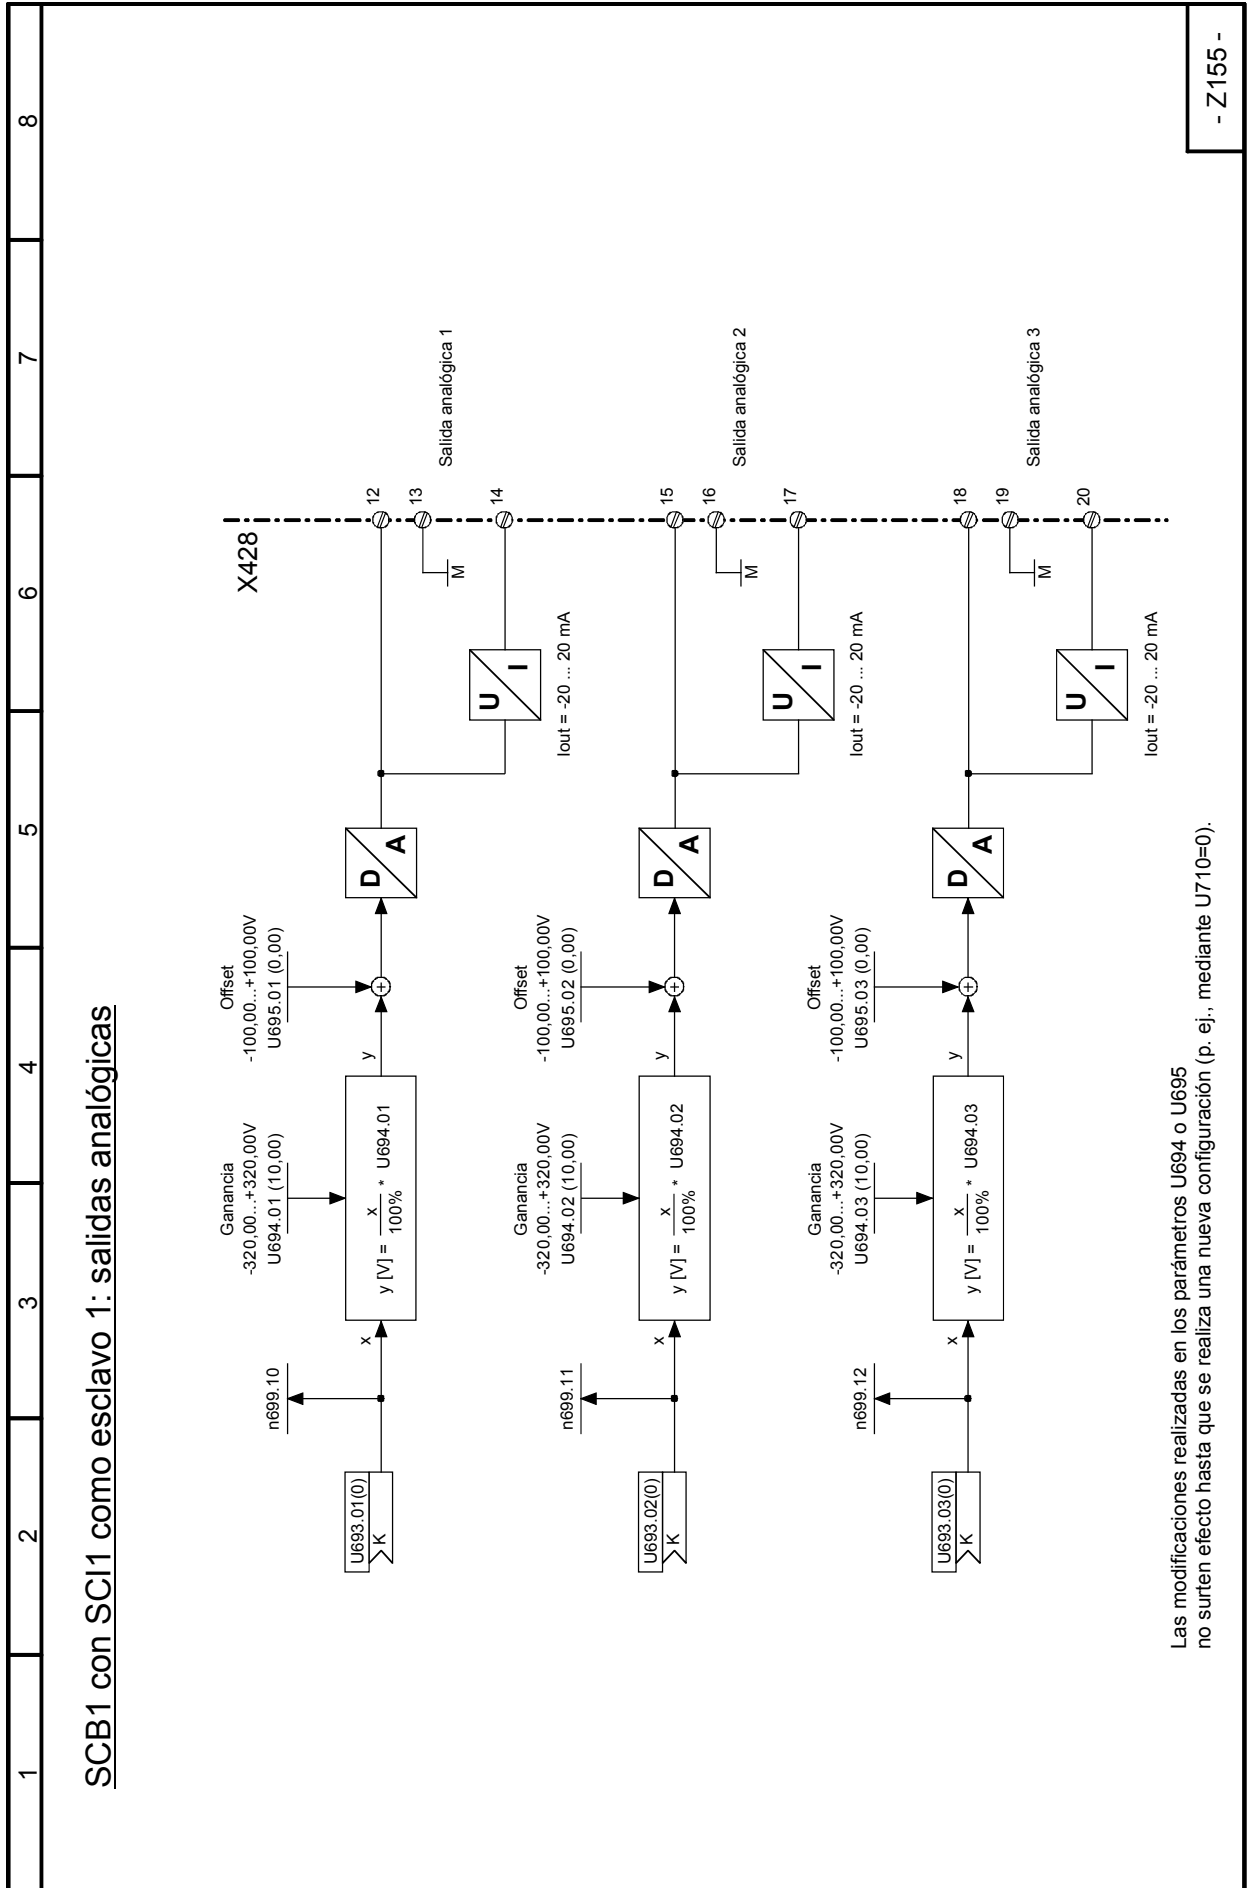 1
2
3
4
5
6
7
8
SCB1 con SCI1 como esclavo 1: salidas analógicas
X428
U693.01(0)
K
n699.10
x
Ganancia
-320,00...+320,00V
U694.01 (10,00)
y [V] = x / 100% * U694.01
y
Offset
-100,00...+100,00V
U695.01 (0,00)
+
D
A
U
I
Iout = -20 ... 20 mA
M
12
13
14
Salida analógica 1
U693.02(0)
K
n699.11
x
Ganancia
-320,00...+320,00V
U694.02 (10,00)
y [V] = x / 100% * U694.02
y
Offset
-100,00...+100,00V
U695.02 (0,00)
+
D
A
U
I
Iout = -20 ... 20 mA
M
15
16
17
Salida analógica 2
U693.03(0)
K
n699.12
x
Ganancia
-320,00...+320,00V
U694.03 (10,00)
y [V] = x / 100% * U694.03
y
Offset
-100,00...+100,00V
U695.03 (0,00)
+
D
A
U
I
Iout = -20 ... 20 mA
M
18
19
20
Salida analógica 3
Las modificaciones realizadas en los parámetros U694 o U695
no surten efecto hasta que se realiza una nueva configuración (p. ej., mediante U710=0).
- Z155 -